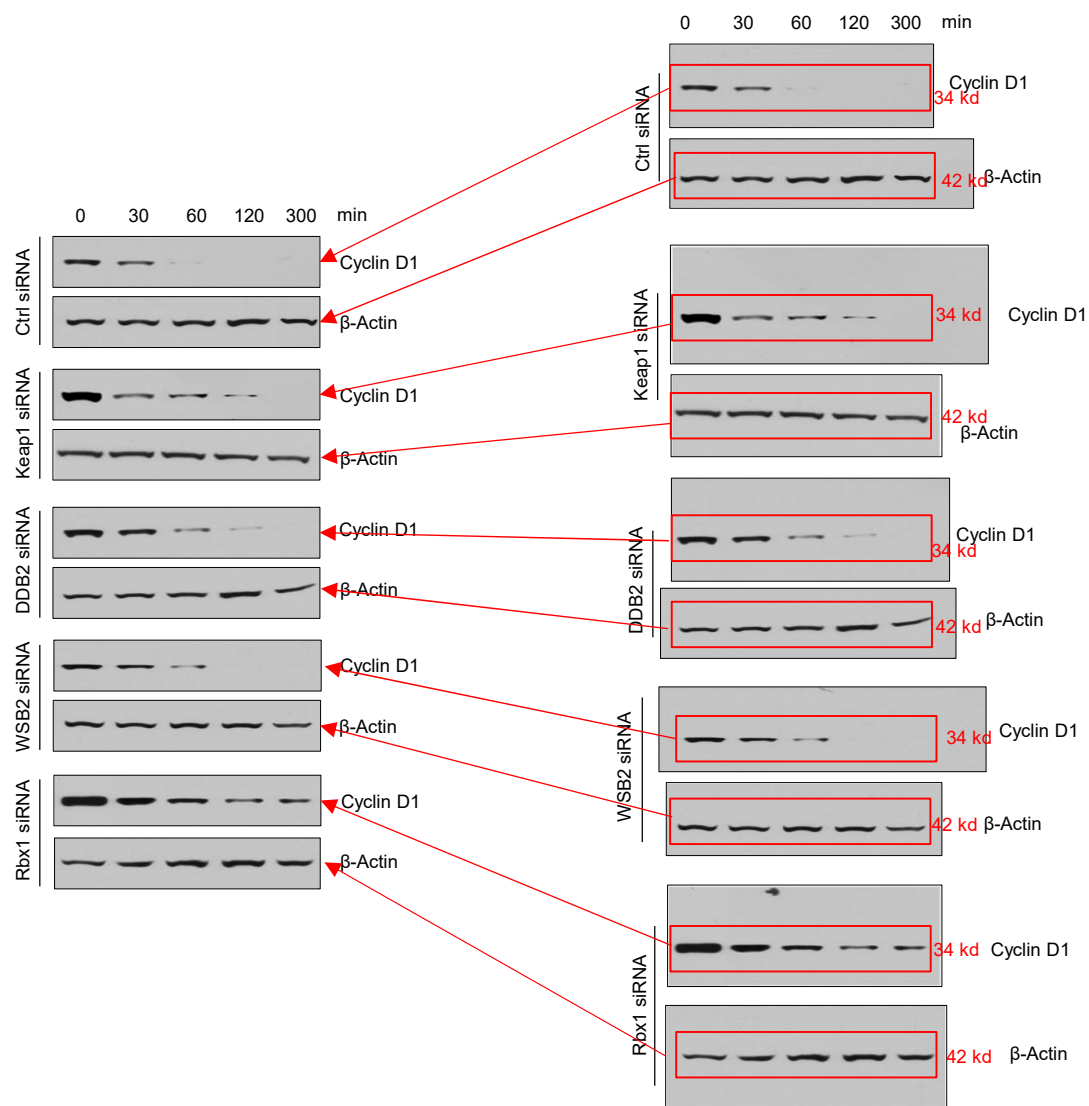 0 30 60 120 300 min
Ctrl siRNA
Cyclin D1
β-Actin
Keap1 siRNA
Cyclin D1
β-Actin
DDB2 siRNA
Cyclin D1
β-Actin
WSB2 siRNA
Cyclin D1
β-Actin
Rbx1 siRNA
Cyclin D1
β-Actin
0 30 60 120 300 min
Ctrl siRNA
Cyclin D1
34 kd
42 kd
β-Actin
Keap1 siRNA
34 kd
Cyclin D1
42 kd
β-Actin
DDB2 siRNA
Cyclin D1
34 kd
42 kd
β-Actin
WSB2 siRNA
34 kd
Cyclin D1
42 kd
β-Actin
Rbx1 siRNA
34 kd
Cyclin D1
42 kd
β-Actin